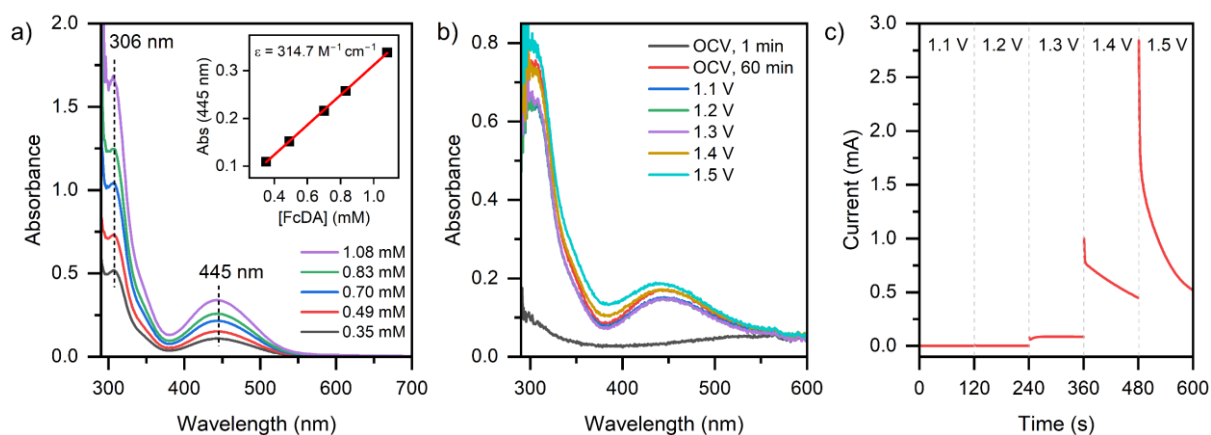 a)
306 nm
ε = 314.7 M⁻¹ cm⁻¹
Abs (445 nm)
0.3
0.2
0.1
0.4 0.6 0.8 1.0
[FcDA] (mM)
445 nm
1.08 mM
0.83 mM
0.70 mM
0.49 mM
0.35 mM
Absorbance
2.0
1.5
1.0
0.5
0.0
300 400 500 600 700
Wavelength (nm)
b)
OCV, 1 min
OCV, 60 min
1.1 V
1.2 V
1.3 V
1.4 V
1.5 V
Absorbance
0.8
0.6
0.4
0.2
0.0
300 400 500 600
Wavelength (nm)
c)
1.1 V 1.2 V 1.3 V 1.4 V 1.5 V
Current (mA)
3.0
2.5
2.0
1.5
1.0
0.5
0.0
0 120 240 360 480 600
Time (s)